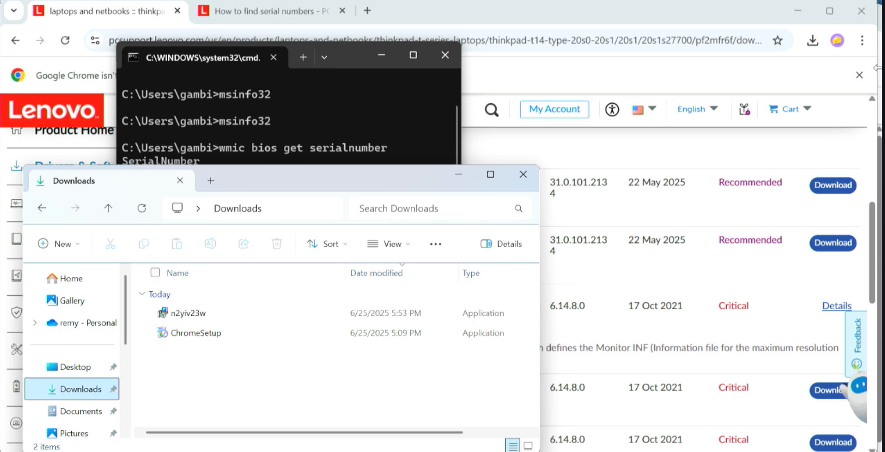 laptops and netbooks :: thinkpa
How to find serial numbers - PC
pcsupport.lenovo.com/us/en/products/laptops-and-netbooks/thinkpad-t-series-laptops/thinkpad-t14-type-20s0-20s1/20s1/20s1s27700/pf2mfr6f/dow...
Google Chrome isn't
C:\WINDOWS\system32\cmd.
C:\Users\gambi>msinfo32
C:\Users\gambi>msinfo32
C:\Users\gambi>wmic bios get serialnumber
SerialNumber
Lenovo.
My Account
English
Cart
Product Home
Drivers & Soft
31.0.101.213
4
22 May 2025
Recommended
Download
31.0.101.213
4
22 May 2025
Recommended
Download
6.14.8.0
17 Oct 2021
Critical
Details
defines the Monitor INF (Information file for the maximum resolution
6.14.8.0
17 Oct 2021
Critical
Downl
6.14.8.0
17 Oct 2021
Critical
Download
Feedback
Downloads
Downloads
Search Downloads
New
Sort
View
Details
Name
Date modified
Type
Today
n2yiv23w
6/25/2025 5:53 PM
Application
ChromeSetup
6/25/2025 5:09 PM
Application
Home
Gallery
remy - Personal
Desktop
Downloads
Documents
Pictures
2 items